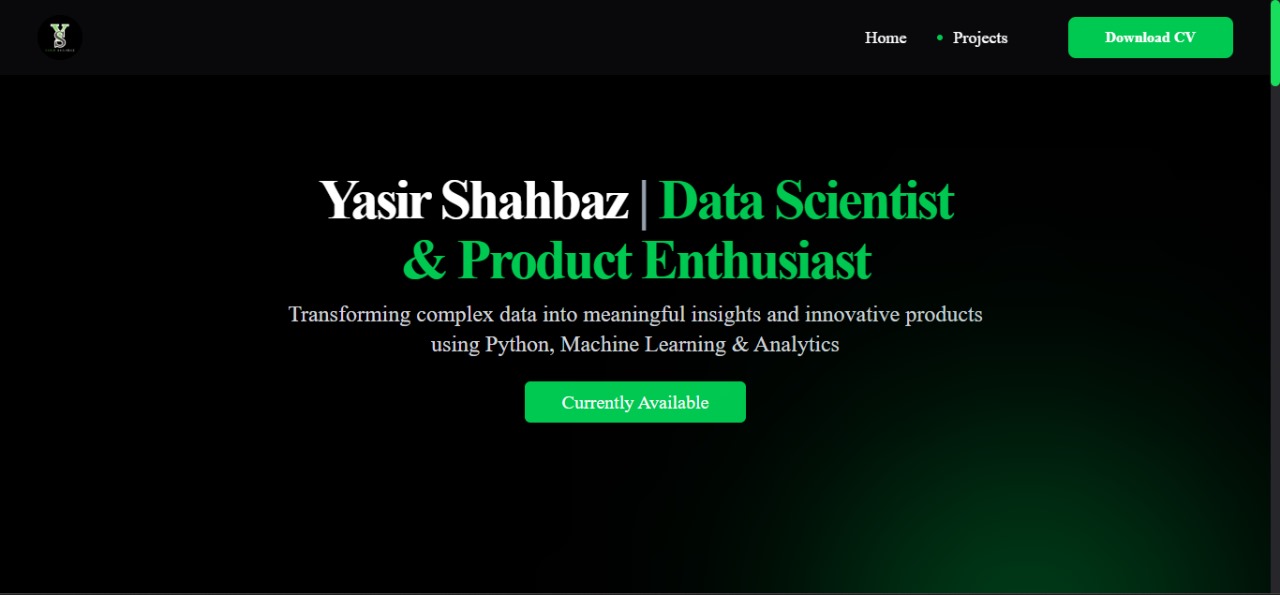 YS
Home
Projects
Download CV
Yasir Shahbaz | Data Scientist
& Product Enthusiast
Transforming complex data into meaningful insights and innovative products
using Python, Machine Learning & Analytics
Currently Available